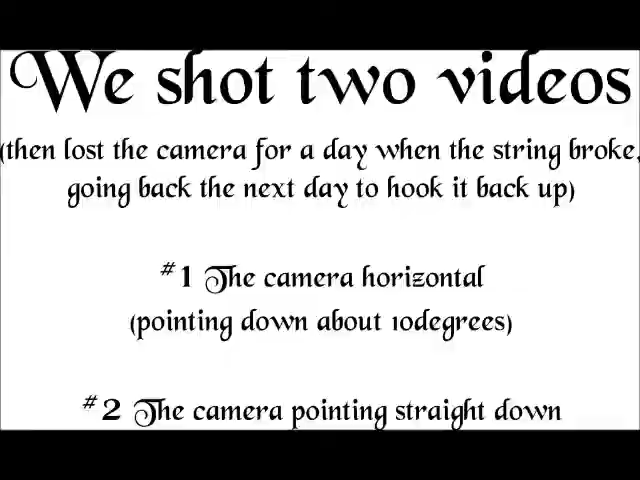 We shot two videos
(then lost the camera for a day when the string broke,
going back the next day to hook it back up)
#1 The camera horizontal
(pointing down about 10degrees)
#2 The camera pointing straight down